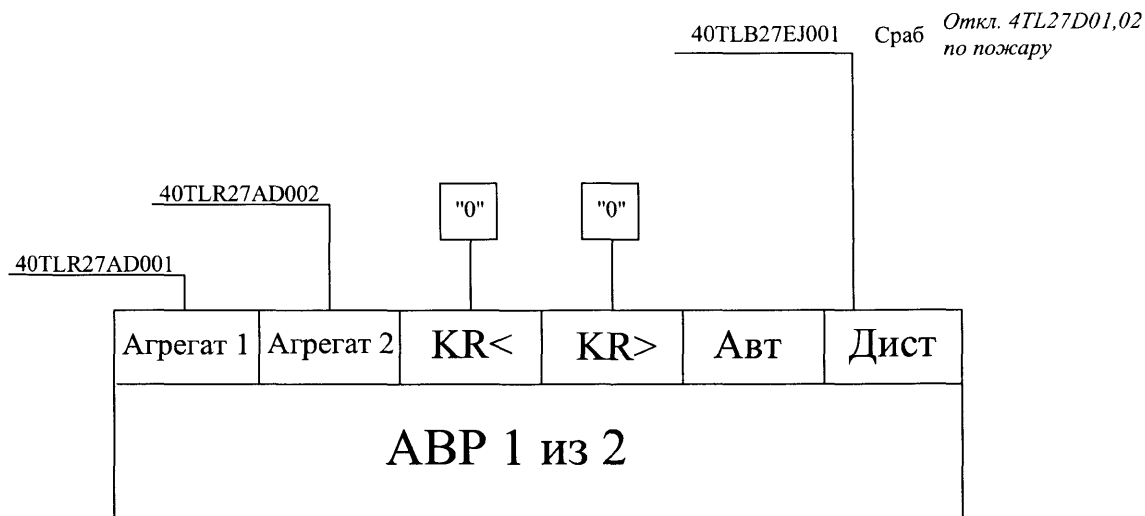 40TLB27EJ001 Сраб Откл. 4TL27D01,02
по пожару
40TLR27AD002 "0" "0"
40TLR27AD001
Агрегат 1 Агрегат 2 KR< KR> Авт Дист
АВР 1 из 2